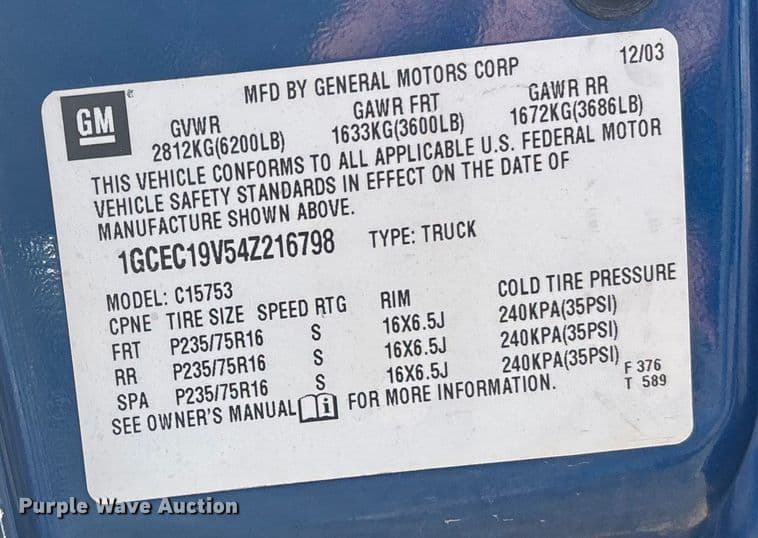 MFD BY GENERAL MOTORS CORP 12/03
GM
GVWR GAWR FRT GAWR RR
2812KG(6200LB) 1633KG(3600LB) 1672KG(3686LB)
THIS VEHICLE CONFORMS TO ALL APPLICABLE U.S. FEDERAL MOTOR
VEHICLE SAFETY STANDARDS IN EFFECT ON THE DATE OF
MANUFACTURE SHOWN ABOVE.
1GCEC19V54Z216798 TYPE: TRUCK
MODEL: C15753
CPNE TIRE SIZE SPEED RTG RIM COLD TIRE PRESSURE
FRT P235/75R16 S 16X6.5J 240KPA(35PSI)
RR P235/75R16 S 16X6.5J 240KPA(35PSI)
SPA P235/75R16 S 16X6.5J 240KPA(35PSI) F 376
SEE OWNER'S MANUAL i FOR MORE INFORMATION. T 589
Purple Wave Auction